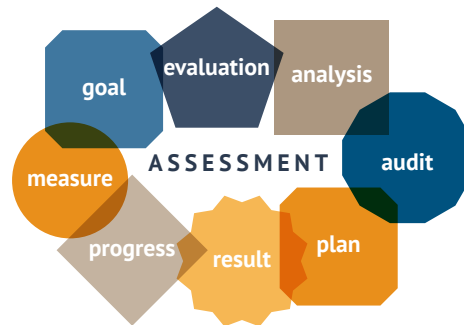 evaluation
goal
analysis
ASSESSMENT
audit
measure
progress
result
plan